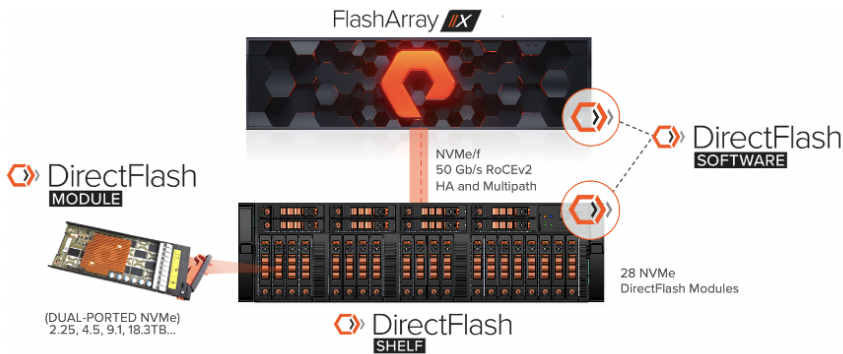 FlashArray //X
NVMe/f
50 Gb/s RoCEv2
HA and Multipath
DirectFlash
SOFTWARE
DirectFlash
MODULE
28 NVMe
DirectFlash Modules
(DUAL-PORTED NVMe)
2.25, 4.5, 9.1, 18.3TB...
DirectFlash
SHELF